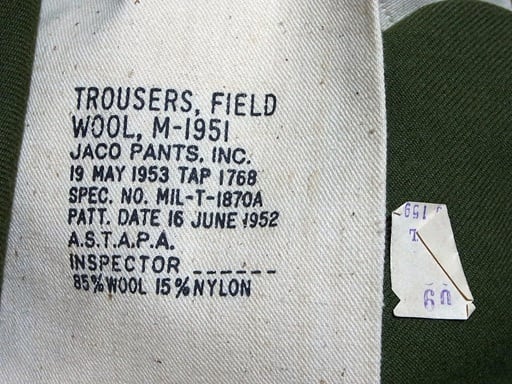 TROUSERS, FIELD
WOOL, M-1951
JACO PANTS, INC.
19 MAY 1953 TAP 1768
SPEC. NO. MIL-T-1870A
PATT. DATE 16 JUNE 1952
A.S.T.A.P.A.
INSPECTOR ______
85% WOOL 15% NYLON